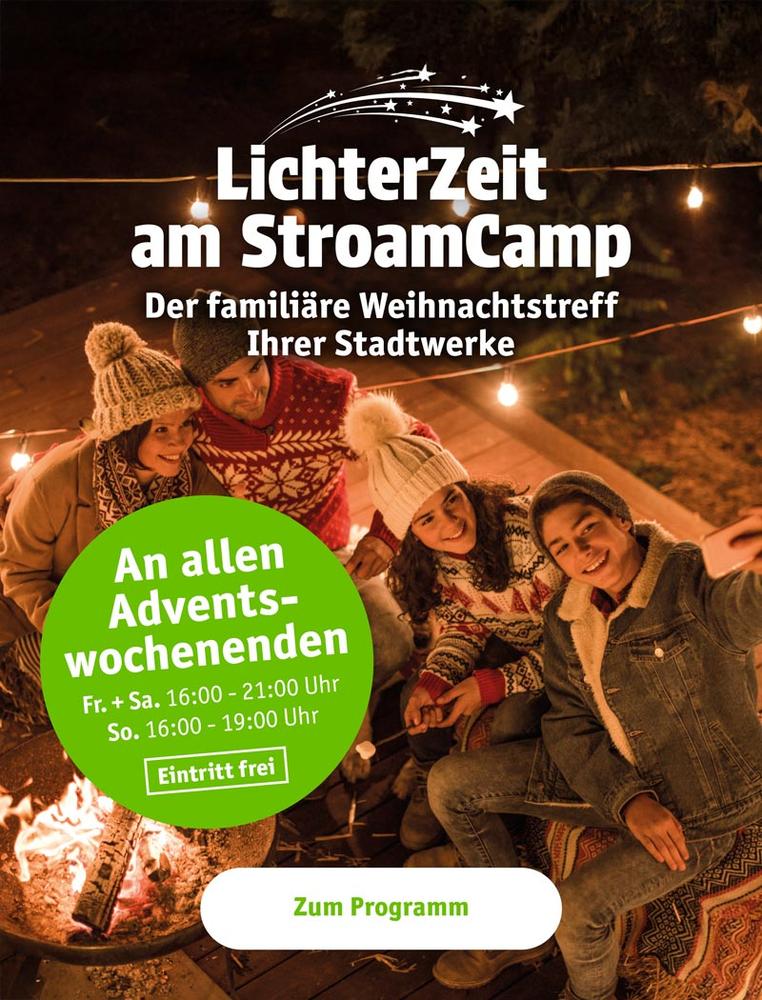 LichterZeit
am StroamCamp
Der familiäre Weihnachtstreff
Ihrer Stadtwerke
An allen
Advents-
wochenenden
Fr. + Sa. 16:00 - 21:00 Uhr
So. 16:00 - 19:00 Uhr
Eintritt frei
Zum Programm